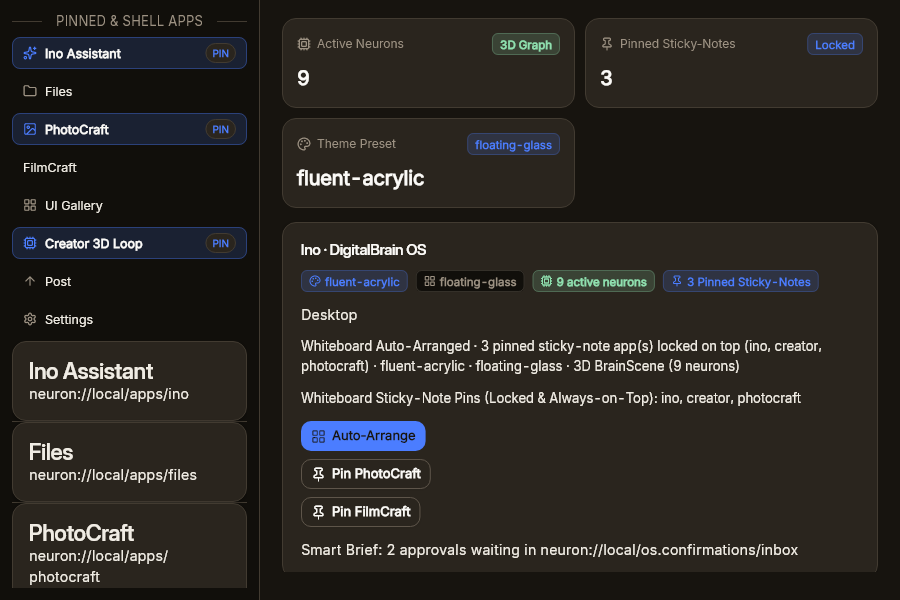 PINNED & SHELL APPS
Ino Assistant PIN
Files
PhotoCraft PIN
FilmCraft
UI Gallery
Creator 3D Loop PIN
Post
Settings
Ino Assistant
neuron://local/apps/ino
Files
neuron://local/apps/files
PhotoCraft
neuron://local/apps/
photocraft
Active Neurons 3D Graph
9
Pinned Sticky-Notes Locked
3
Theme Preset floating-glass
fluent-acrylic
Ino · DigitalBrain OS
fluent-acrylic floating-glass 9 active neurons 3 Pinned Sticky-Notes
Desktop
Whiteboard Auto-Arranged · 3 pinned sticky-note app(s) locked on top (ino, creator,
photocraft) · fluent-acrylic · floating-glass · 3D BrainScene (9 neurons)
Whiteboard Sticky-Note Pins (Locked & Always-on-Top): ino, creator, photocraft
Auto-Arrange
Pin PhotoCraft
Pin FilmCraft
Smart Brief: 2 approvals waiting in neuron://local/os.confirmations/inbox